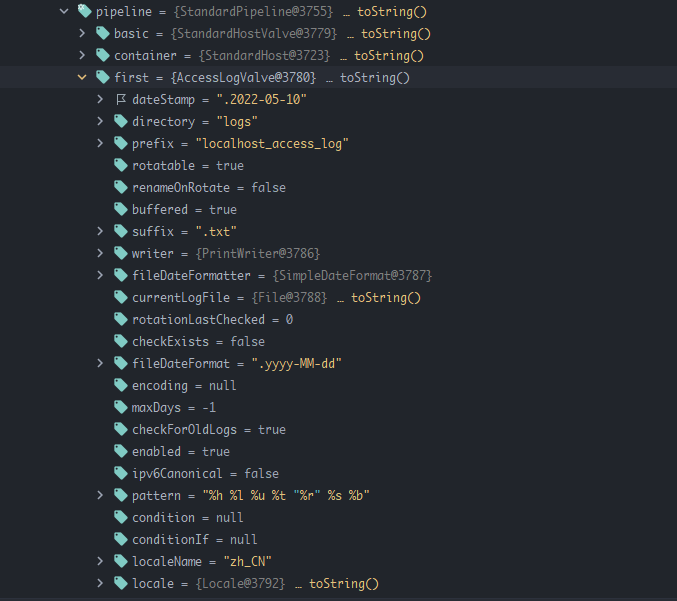 pipeline = {StandardPipeline@3755} … toString()
basic = {StandardHostValve@3779} … toString()
container = {StandardHost@3723} … toString()
first = {AccessLogValve@3780} … toString()
dateStamp = ".2022-05-10"
directory = "logs"
prefix = "localhost_access_log"
rotatable = true
renameOnRotate = false
buffered = true
suffix = ".txt"
writer = {PrintWriter@3786}
fileDateFormatter = {SimpleDateFormat@3787}
currentLogFile = {File@3788} … toString()
rotationLastChecked = 0
checkExists = false
fileDateFormat = ".yyyy-MM-dd"
encoding = null
maxDays = -1
checkForOldLogs = true
enabled = true
ipv6Canonical = false
pattern = "%h %l %u %t "%r" %s %b"
condition = null
conditionIf = null
localeName = "zh_CN"
locale = {Locale@3792} … toString()